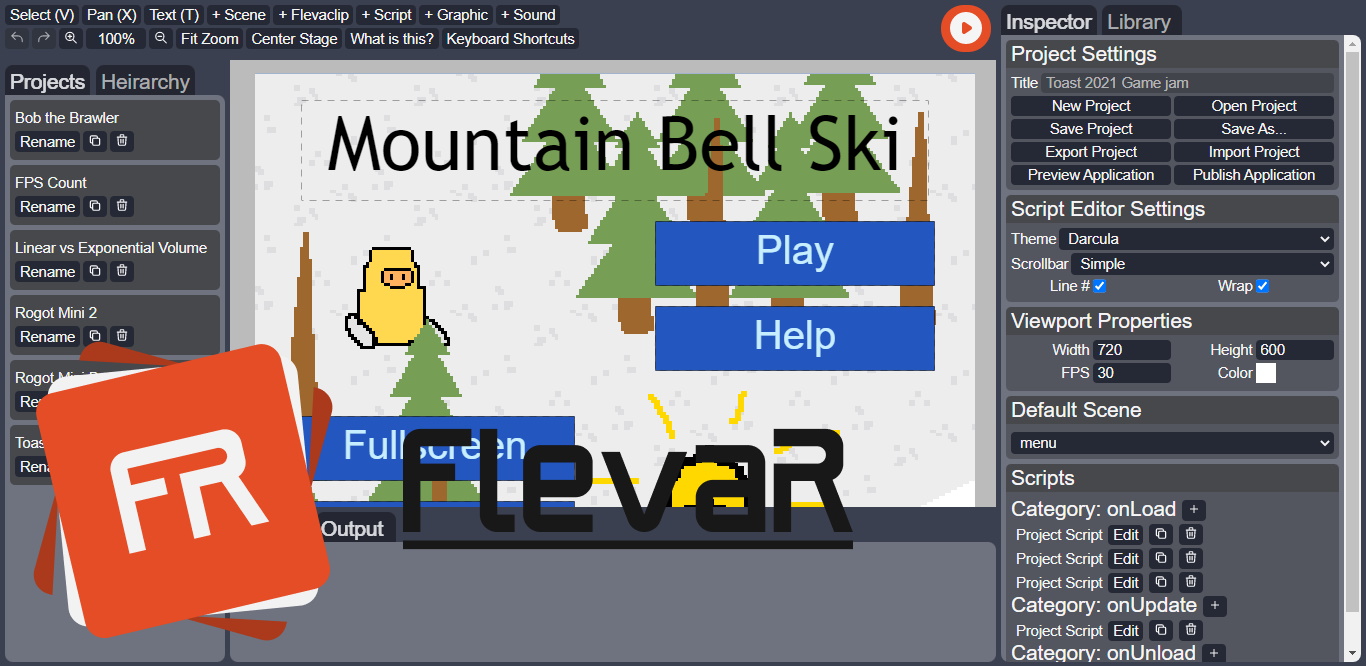 Select (V) Pan (X) Text (T) + Scene + Flevaclip + Script + Graphic + Sound
100% Fit Zoom Center Stage What is this? Keyboard Shortcuts
Projects Heirarchy
Bob the Brawler
Rename
FPS Count
Rename
Linear vs Exponential Volume
Rename
Rogot Mini 2
Rename
Rogot Mini
Mountain Bell Ski
Play
Help
Fullscreen
Output
FR
FlevaR
Inspector Library
Project Settings
Title Toast 2021 Game jam
New Project Open Project
Save Project Save As...
Export Project Import Project
Preview Application Publish Application
Script Editor Settings
Theme Darcula
Scrollbar Simple
Line # Wrap
Viewport Properties
Width 720 Height 600
FPS 30 Color
Default Scene
menu
Scripts
Category: onLoad +
Project Script Edit
Project Script Edit
Project Script Edit
Category: onUpdate +
Project Script Edit
Category: onUnload +